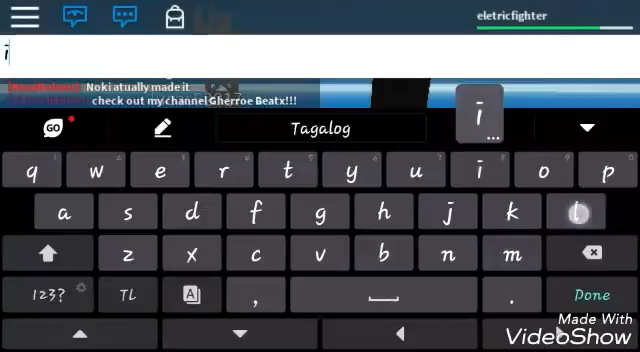 eletricfighter
i
Noki atually made it
check out my channel Gherroe Beatx!!!
i
...
GO
Tagalog
q w e r t y u i o p
a s d f g h j k l
z x c v b n m
123? TL A , . Done
Made With
VideoShow